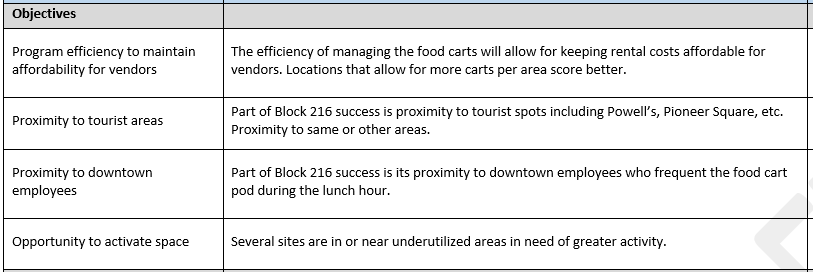 Objectives
Program efficiency to maintain
affordability for vendors
The efficiency of managing the food carts will allow for keeping rental costs affordable for
vendors. Locations that allow for more carts per area score better.
Proximity to tourist areas
Part of Block 216 success is proximity to tourist spots including Powell’s, Pioneer Square, etc.
Proximity to same or other areas.
Proximity to downtown
employees
Part of Block 216 success is its proximity to downtown employees who frequent the food cart
pod during the lunch hour.
Opportunity to activate space
Several sites are in or near underutilized areas in need of greater activity.